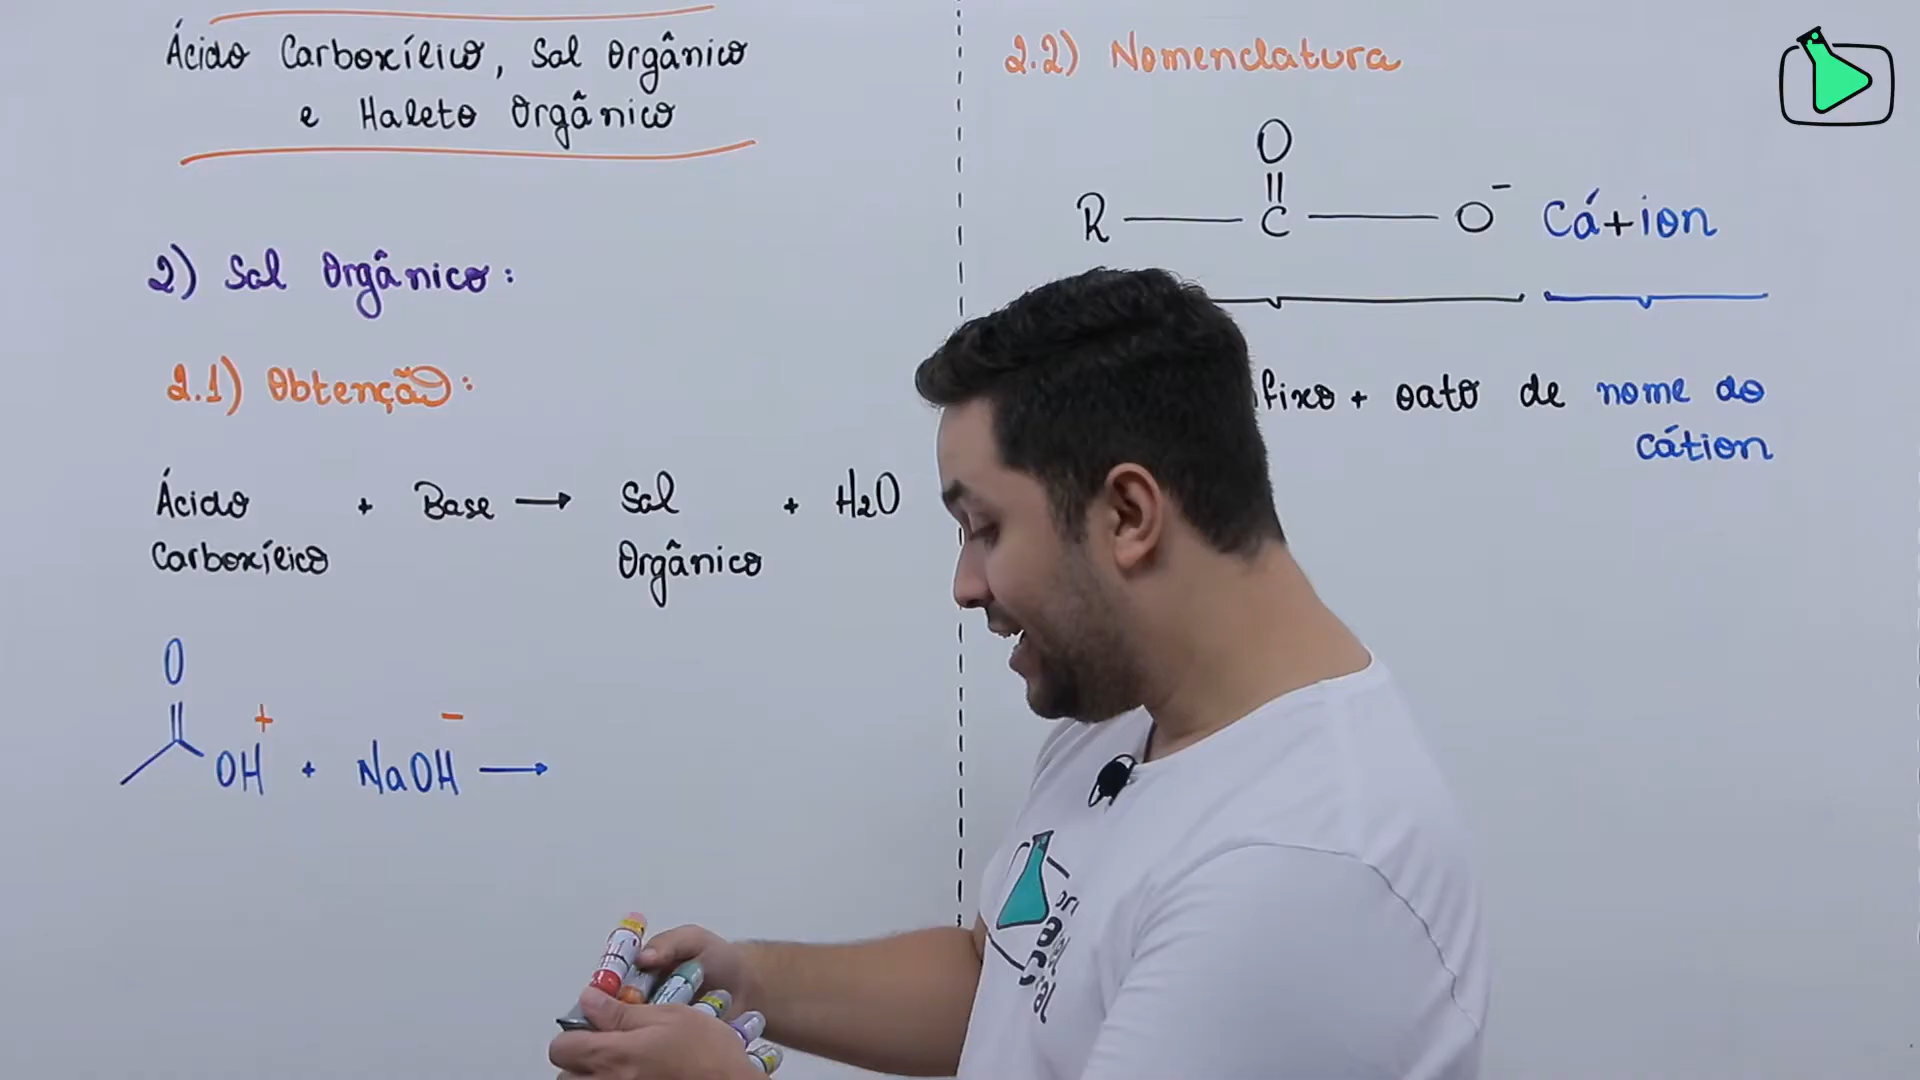 Ácido Carboxílico, Sal Orgânico
e Haleto Orgânico
2) Sal Orgânico:
2.1) Obtenção:
Ácido + Base → Sal + H2O
Carboxílico Orgânico
O
OH + + NaOH - →
2.2) Nomenclatura
O
R — C — O⁻ Cátion
fixo + oato de nome do
cátion